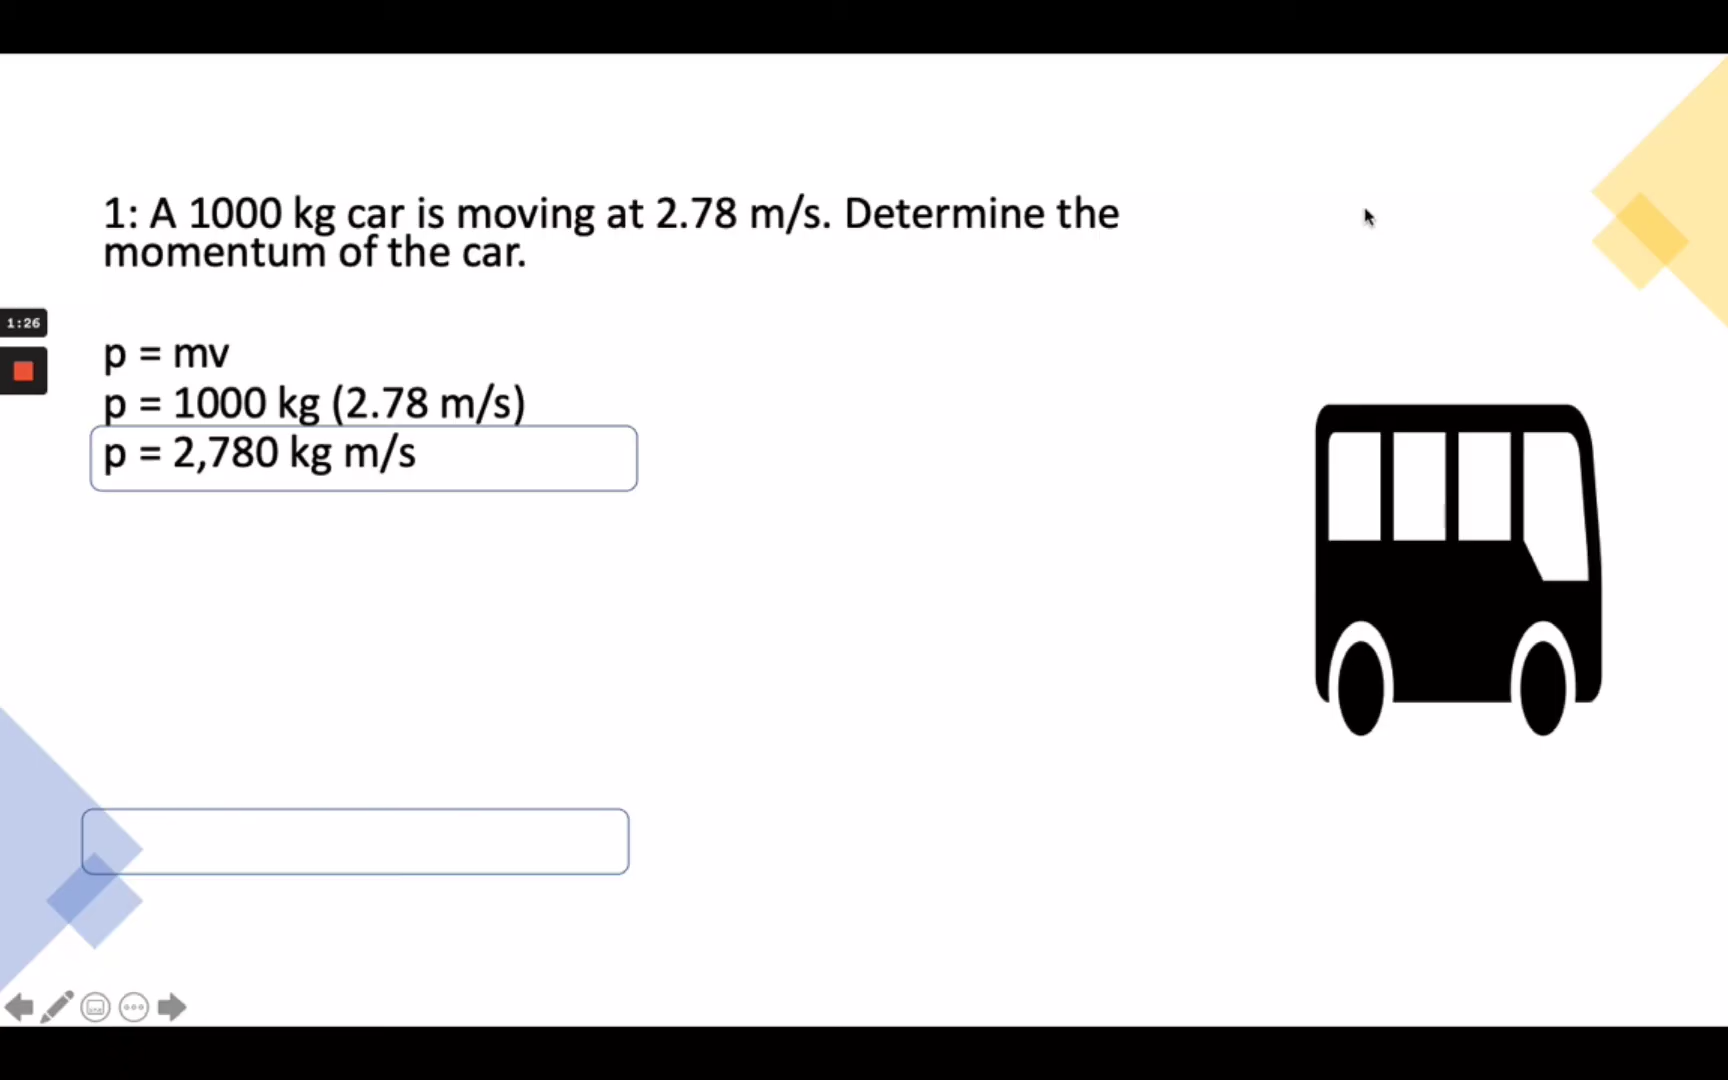 1: A 1000 kg car is moving at 2.78 m/s. Determine the
momentum of the car.
1:26
p = mv
p = 1000 kg (2.78 m/s)
p = 2,780 kg m/s